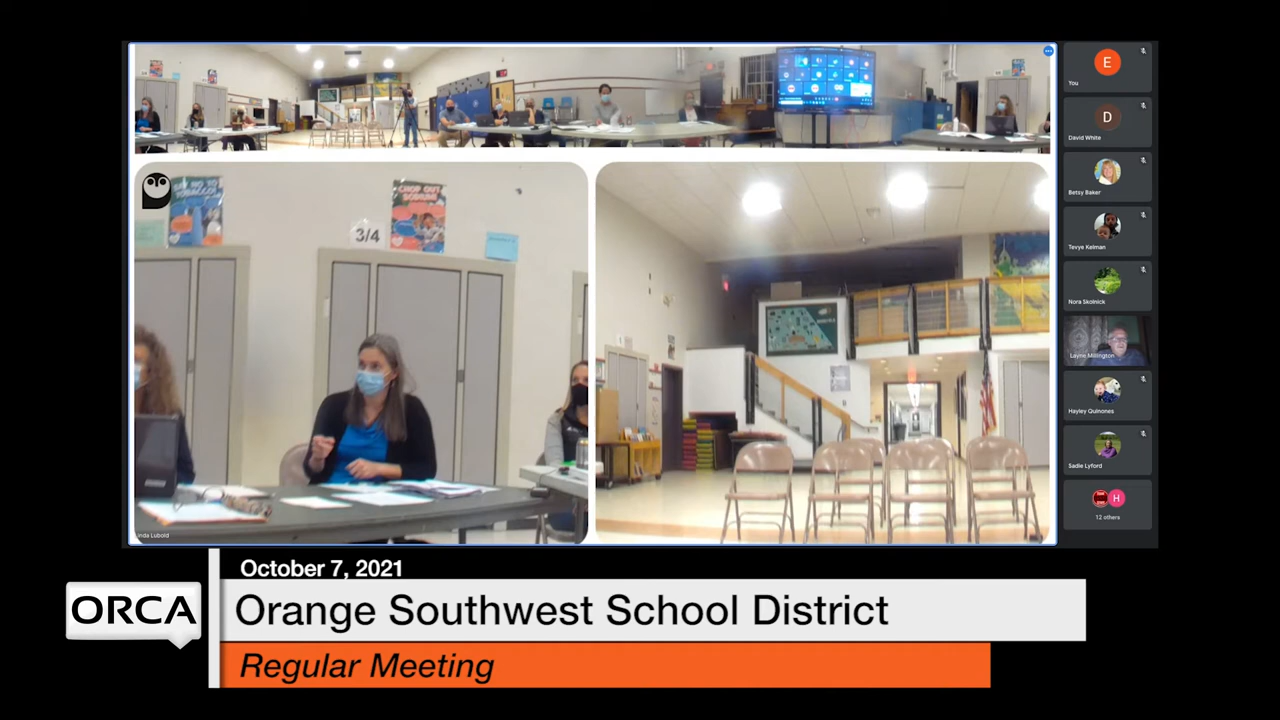 E
You
D
David White
Betsy Baker
Tevye Kelman
Nora Skolnick
Layne Millington
Hayley Quinones
Sadie Lyford
H
12 others
3/4
nda Lubold
October 7, 2021
ORCA
Orange Southwest School District
Regular Meeting